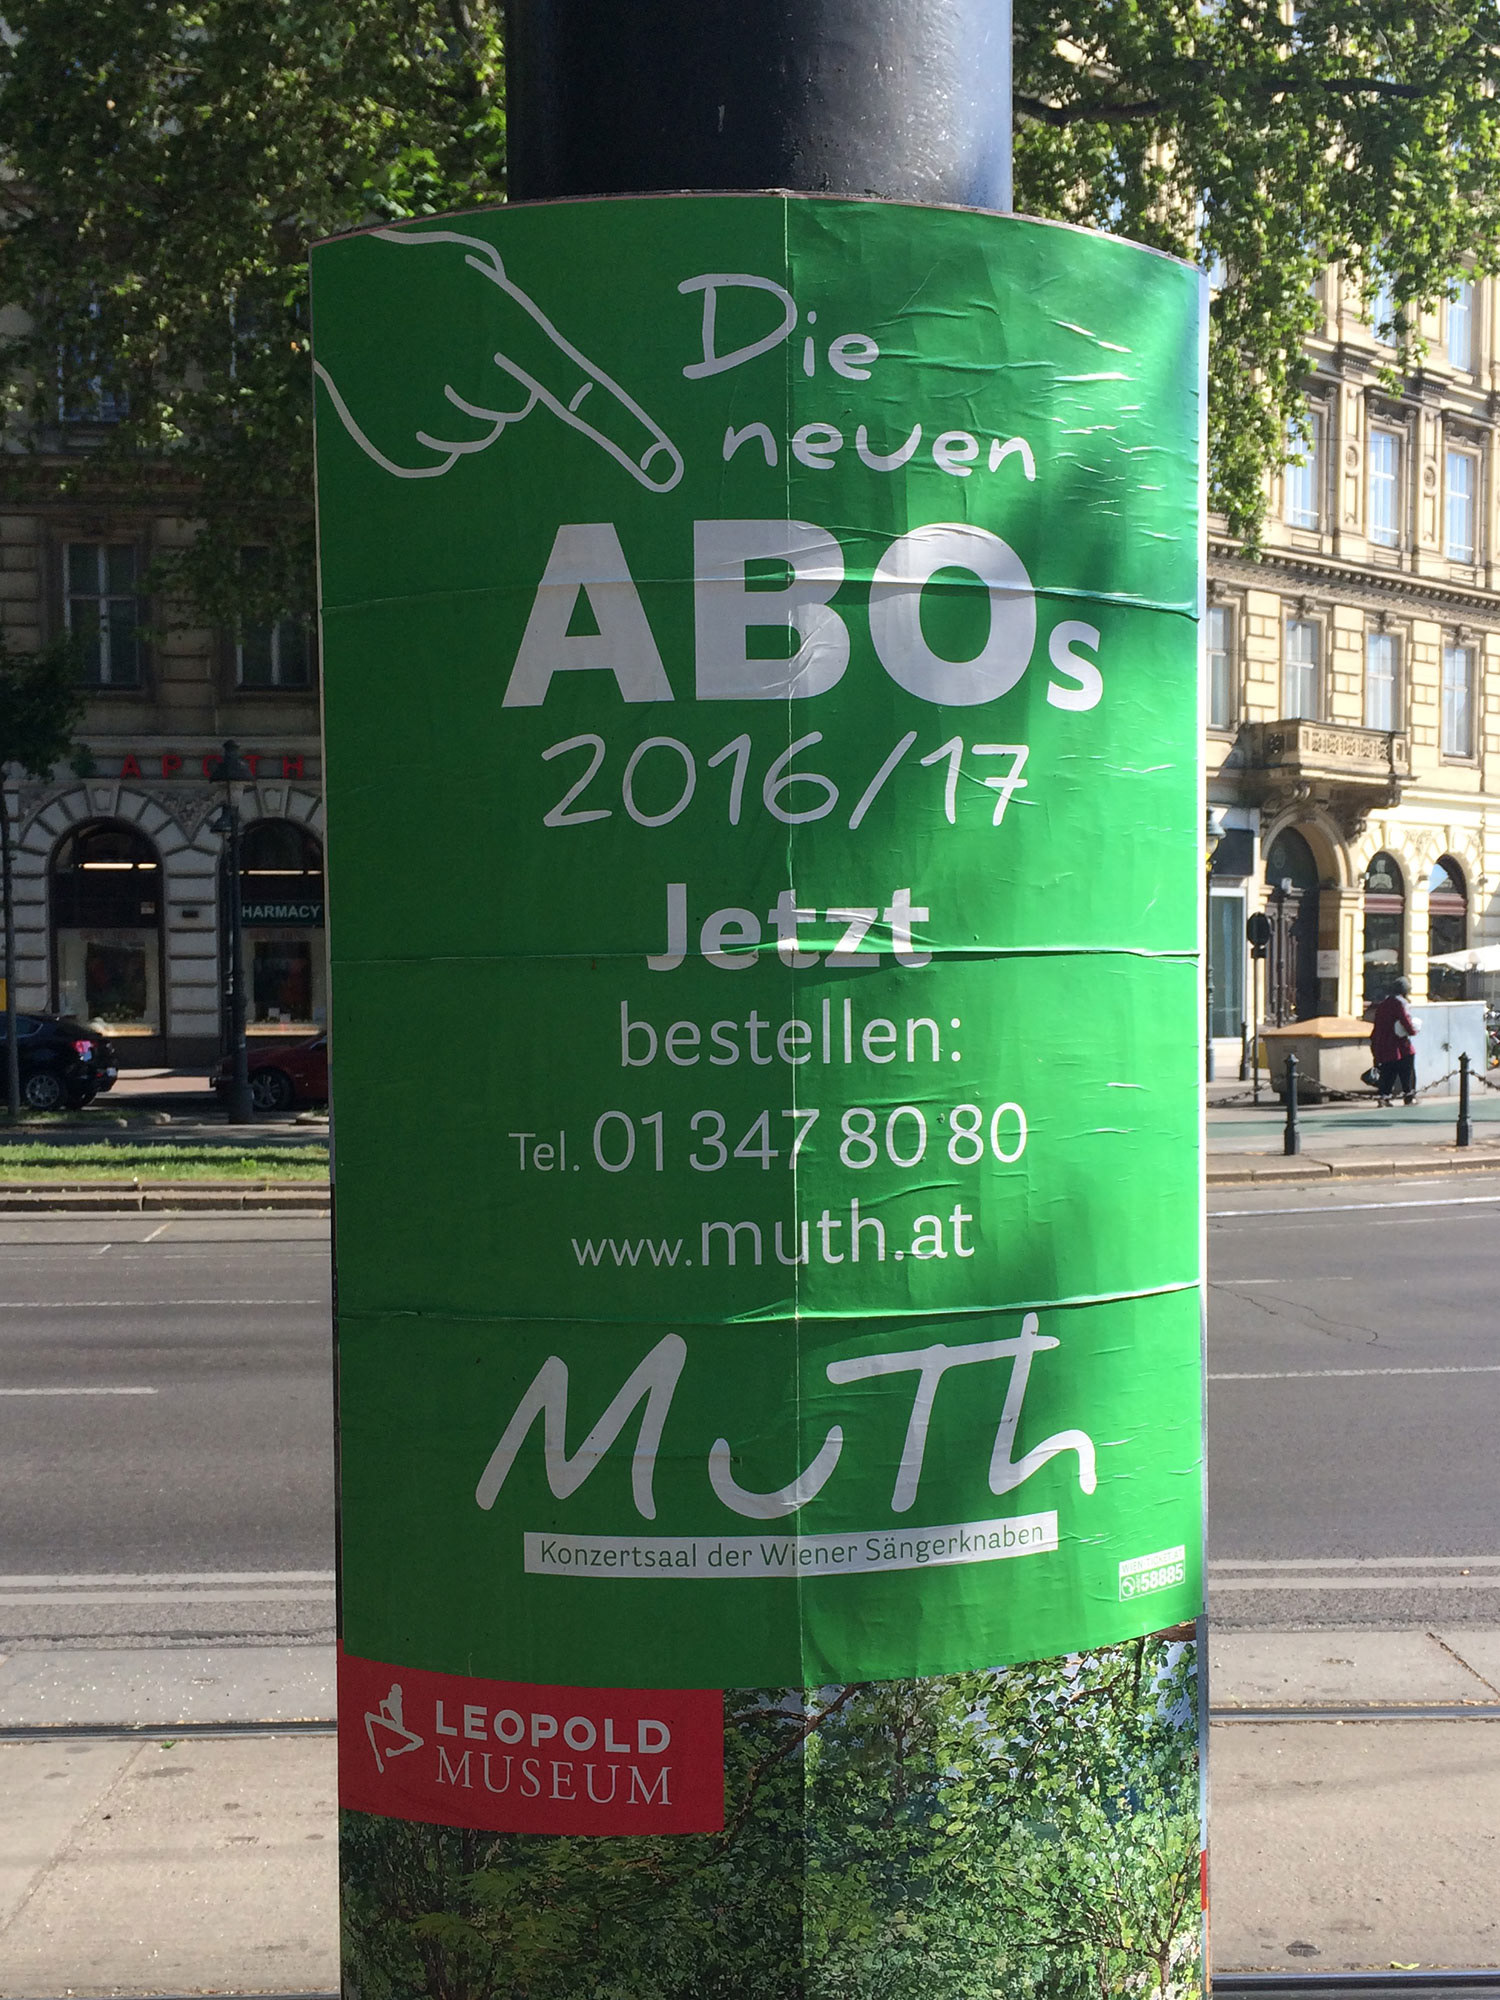 Die
neuen
ABOs
2016/17
Jetzt
bestellen:
Tel. 01 347 80 80
www.muth.at
MuTh
Konzertsaal der Wiener Sängerknaben
58885
LEOPOLD
MUSEUM
APOTH
HARMACY